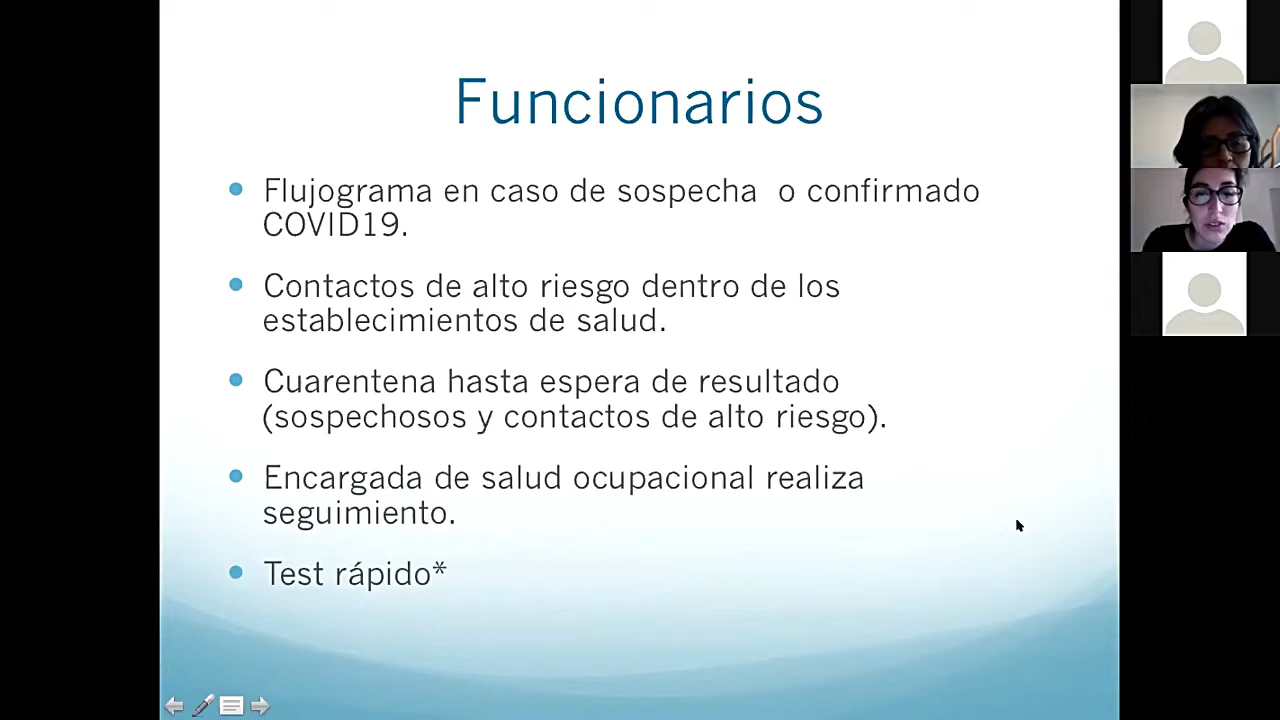 Funcionarios
Flujograma en caso de sospecha  o confirmado
COVID19.
Contactos de alto riesgo dentro de los
establecimientos de salud.
Cuarentena hasta espera de resultado
(sospechosos y contactos de alto riesgo).
Encargada de salud ocupacional realiza
seguimiento.
Test rápido*